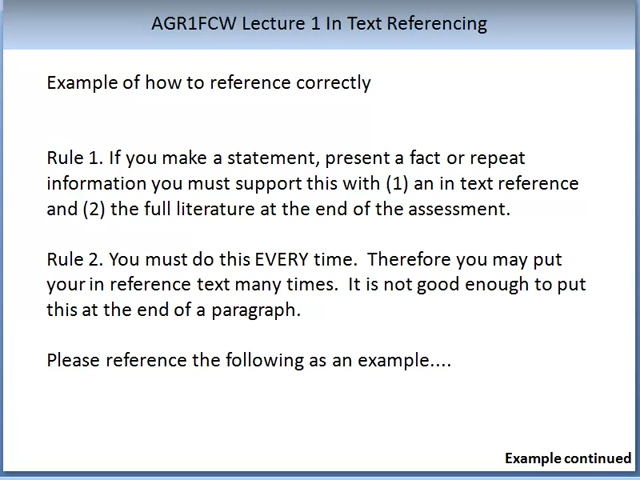 AGR1FCW Lecture 1 In Text Referencing
Example of how to reference correctly
Rule 1. If you make a statement, present a fact or repeat
information you must support this with (1) an in text reference
and (2) the full literature at the end of the assessment.
Rule 2. You must do this EVERY time. Therefore you may put
your in reference text many times. It is not good enough to put
this at the end of a paragraph.
Please reference the following as an example....
Example continued